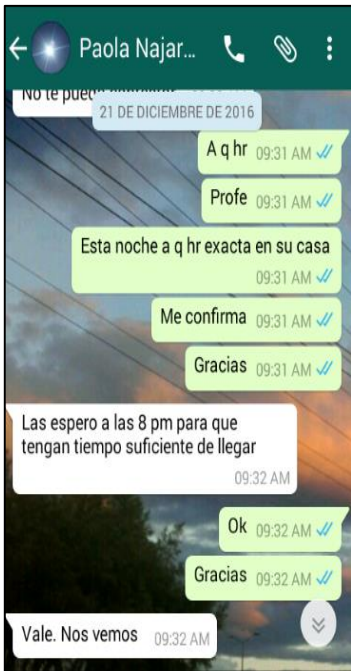 Paola Najar...
No te puedo
21 DE DICIEMBRE DE 2016
A q hr 09:31 AM
Profe 09:31 AM
Esta noche a q hr exacta en su casa
09:31 AM
Me confirma 09:31 AM
Gracias 09:31 AM
Las espero a las 8 pm para que
tengan tiempo suficiente de llegar
09:32 AM
Ok 09:32 AM
Gracias 09:32 AM
Vale. Nos vemos 09:32 AM